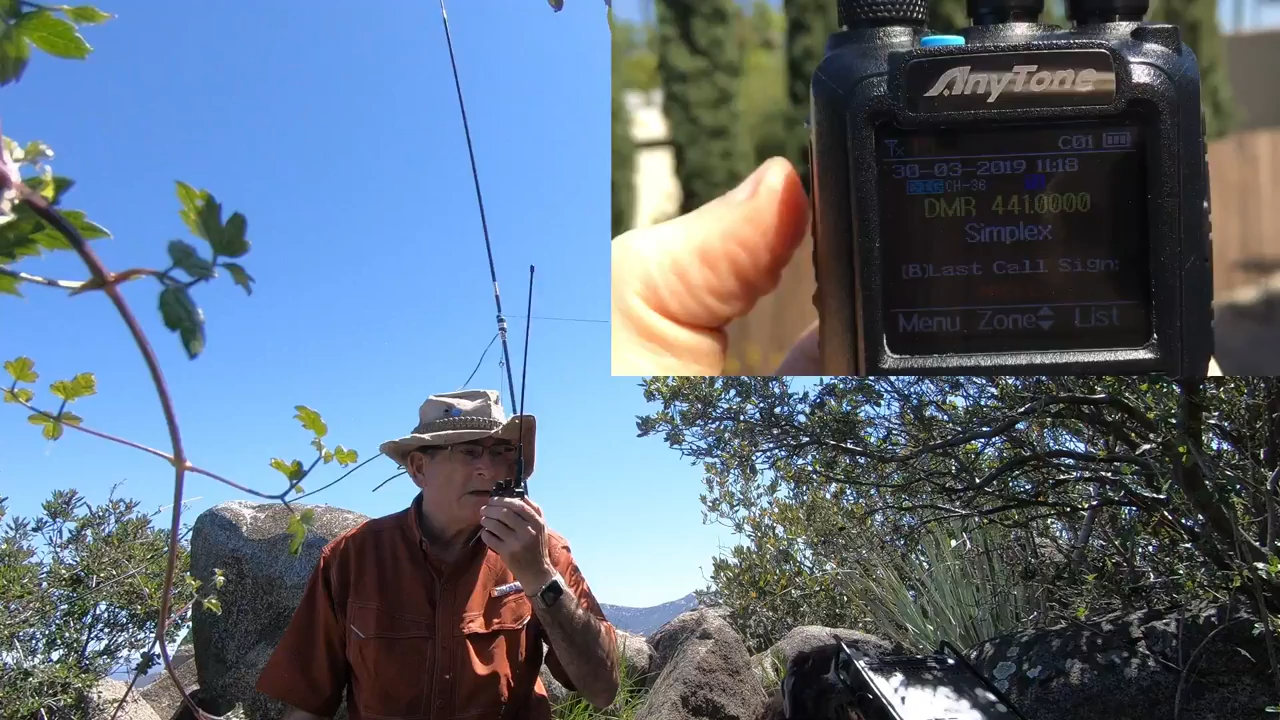 AnyTone
Tx C01
30-03-2019 11:18
DIG CH-36
DMR 441.0000
Simplex
(B)Last Call Sign:
Menu Zone List